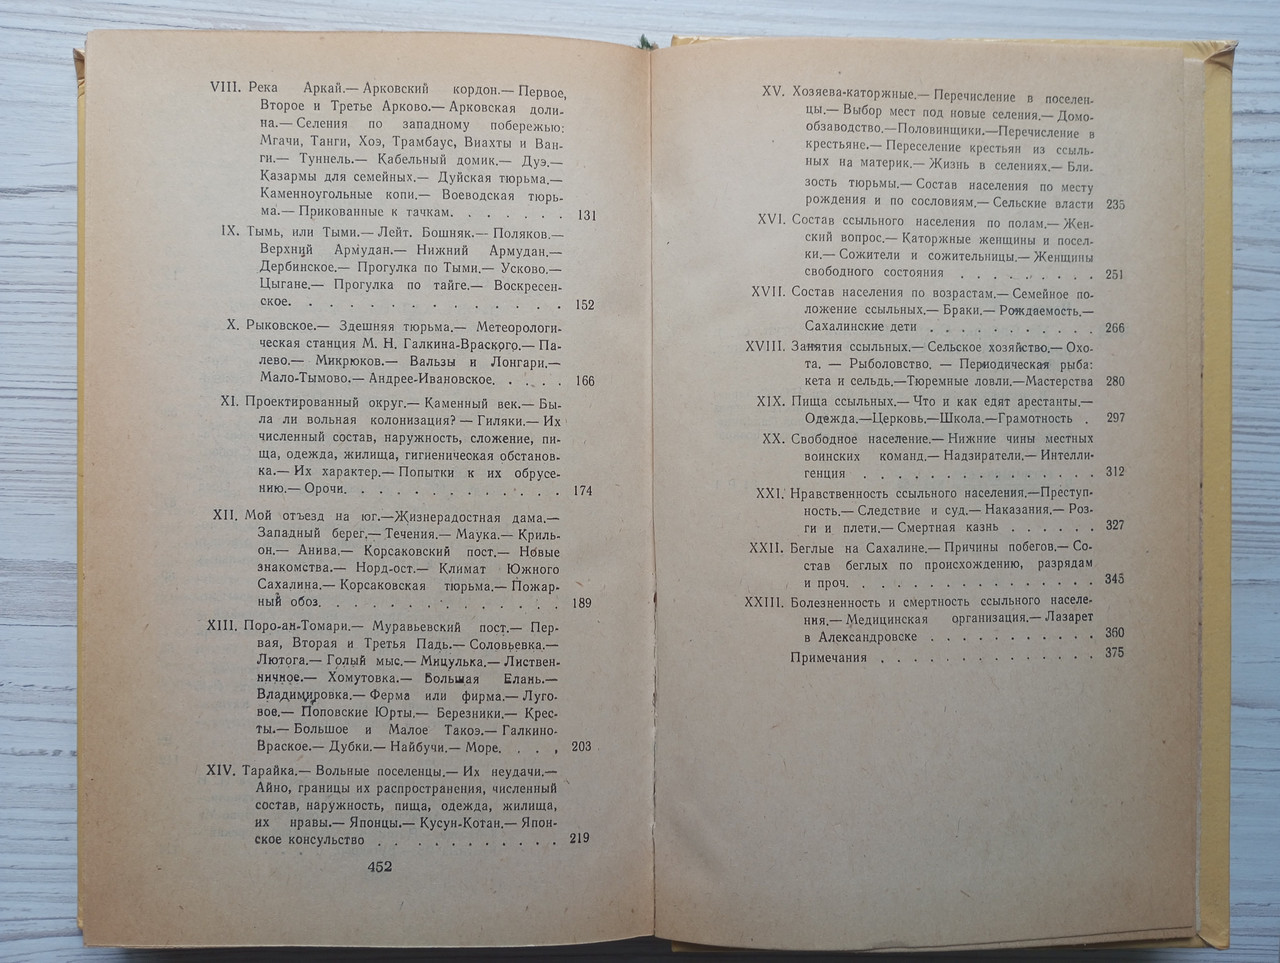 VIII. Река Аркай.— Арковский кордон.— Первое,
Второе и Третье Арково.— Арковская доли-
на.— Селения по западному побережью:
Мгачи, Танги, Хоэ, Трамбаус, Виахты и Ван-
ги.— Туннель.— Кабельный домик.— Дуэ.—
Казармы для семейных.— Дуйская тюрьма.—
Каменноугольные копи.— Воеводская тюрь-
ма.— Прикованные к тачкам. . . . . . . 131
IX. Тымь, или Тыми.— Лейт. Бошняк.— Поляков.—
Верхний Армудан.— Нижний Армудан.—
Дербинское.— Прогулка по Тыми.— Усково.—
Цыгане.— Прогулка по тайге.— Воскресен-
ское. . . . . . . . . . . . . . 152
X. Рыковское.— Здешняя тюрьма.— Метеорологи-
ческая станция М. Н. Галкина-Враского.— Па-
лево.— Микрюков.— Вальзы и Лонгари.—
Мало-Тымово.— Андрее-Ивановское. . . . . 166
XI. Проектированный округ.— Каменный век.— Бы-
ла ли вольная колонизация? — Гиляки.— Их
численный состав, наружность, сложение, пи-
ща, одежда, жилища, гигиеническая обстанов-
ка.— Их характер.— Попытки к их обрусе-
нию.— Орочи. . . . . . . . . . . . 174
XII. Мой отъезд на юг.—Жизнерадостная дама.—
Западный берег.— Течения.— Маука.— Криль-
он.— Анива.— Корсаковский пост.— Новые
знакомства.— Норд-ост.— Климат Южного
Сахалина.— Корсаковская тюрьма.— Пожар-
ный обоз. . . . . . . . . . . . . 189
XIII. Поро-ан-Томари.— Муравьевский пост.— Пер-
вая, Вторая и Третья Падь.— Соловьевка.—
Лютога.— Голый мыс.— Мицулька.— Листвен-
ничное.— Хомутовка.— Большая Елань.—
Владимировка.— Ферма или фирма.— Луго-
вое.— Поповские Юрты.— Березники.— Крес-
ты.— Большое и Малое Такоэ.— Галкино-
Враское.— Дубки.— Найбучи.— Море. . . . 203
XIV. Тарайка.— Вольные поселенцы.— Их неудачи.—
Айно, границы их распространения, численный
состав, наружность, пища, одежда, жилища,
их нравы.— Японцы.— Кусун-Котан.— Япон-
ское консульство . . . . . . . . . . 219
452
XV. Хозяева-каторжные.— Перечисление в поселен-
цы.— Выбор мест под новые селения.— Домо-
обзаводство.—Половинщики.—Перечисление в
крестьяне.— Переселение крестьян из ссыль-
ных на материк.— Жизнь в селениях.— Бли-
зость тюрьмы.— Состав населения по месту
рождения и по сословиям.— Сельские власти 235
XVI. Состав ссыльного населения по полам.— Жен-
ский вопрос.— Каторжные женщины и посел-
ки.— Сожители и сожительницы.— Женщины
свободного состояния . . . . . . . . . 251
XVII. Состав населения по возрастам.— Семейное по-
ложение ссыльных.— Браки.— Рождаемость.—
Сахалинские дети . . . . . . . . . . . 266
XVIII. Занятия ссыльных.— Сельское хозяйство.— Охо-
та. — Рыболовство. — Периодическая рыба:
кета и сельдь.—Тюремные ловли.—Мастерства 280
XIX. Пища ссыльных.— Что и как едят арестанты.—
Одежда.—Церковь.—Школа.—Грамотность . 297
XX. Свободное население.— Нижние чины местных
воинских команд.— Надзиратели.— Интелли-
генция . . . . . . . . . . . . . . 312
XXI. Нравственность ссыльного населения.—Преступ-
ность.— Следствие и суд.— Наказания.— Роз-
ги и плети.— Смертная казнь . . . . . . 327
XXII. Беглые на Сахалине.— Причины побегов.— Со-
став беглых по происхождению, разрядам
и проч. . . . . . . . . . . . . . 345
XXIII. Болезненность и смертность ссыльного населе-
ния.— Медицинская организация.— Лазарет
в Александровске . . . . . . . . . . . 360
Примечания . . . . . . . . . . . . . . 375